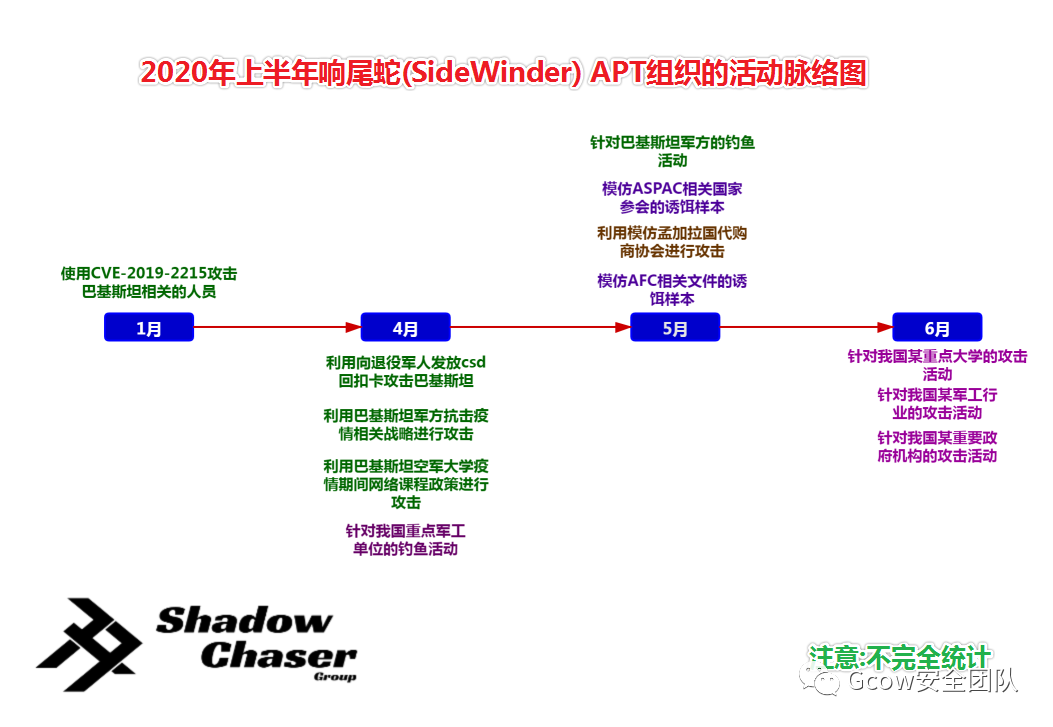 2020年上半年响尾蛇(SideWinder) APT组织的活动脉络图
使用CVE-2019-2215攻击
巴基斯坦相关的人员
1月
4月
利用向退役军人发放csd
回扣卡攻击巴基斯坦
利用巴基斯坦军方抗击疫
情相关战略进行攻击
利用巴基斯坦空军大学疫
情期间网络课程政策进行
攻击
针对我国重点军工
单位的钓鱼活动
针对巴基斯坦军方的钓鱼
活动
模仿ASPAC相关国家
参会的诱饵样本
利用模仿孟加拉国代购
商协会进行攻击
模仿AFC相关文件的诱
饵样本
5月
6月
针对我国某重点大学的攻击
活动
针对我国某军工行
业的攻击活动
针对我国某重要政
府机构的攻击活动
Shadow
Chaser
Group
注意:不完全统计
Gcow安全团队